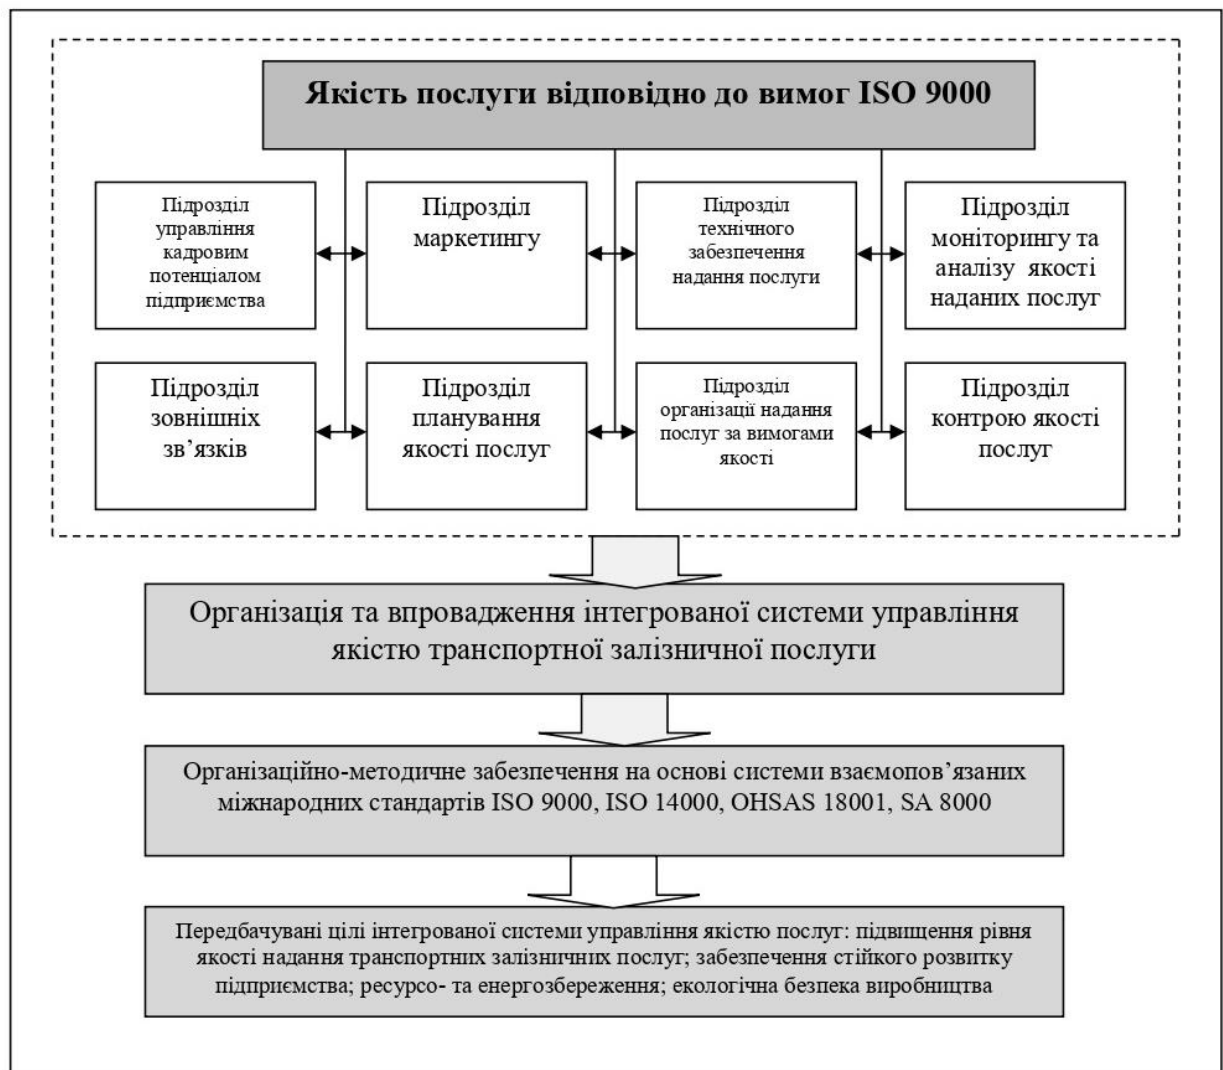 Якість послуги відповідно до вимог ISO 9000
Підрозділ
управління
кадровим
потенціалом
підприємства
Підрозділ
маркетингу
Підрозділ
технічного
забезпечення
надання послуги
Підрозділ
моніторингу та
аналізу якості
наданих послуг
Підрозділ
зовнішніх
зв’язків
Підрозділ
планування
якості послуг
Підрозділ
організації надання
послуг за вимогами
якості
Підрозділ
контрою якості
послуг
Організація та впровадження інтегрованої системи управління
якістю транспортної залізничної послуги
Організаційно-методичне забезпечення на основі системи взаємопов’язаних
міжнародних стандартів ISO 9000, ISO 14000, OHSAS 18001, SA 8000
Передбачувані цілі інтегрованої системи управління якістю послуг: підвищення рівня
якості надання транспортних залізничних послуг; забезпечення стійкого розвитку
підприємства; ресурсо- та енергозбереження; екологічна безпека виробництва